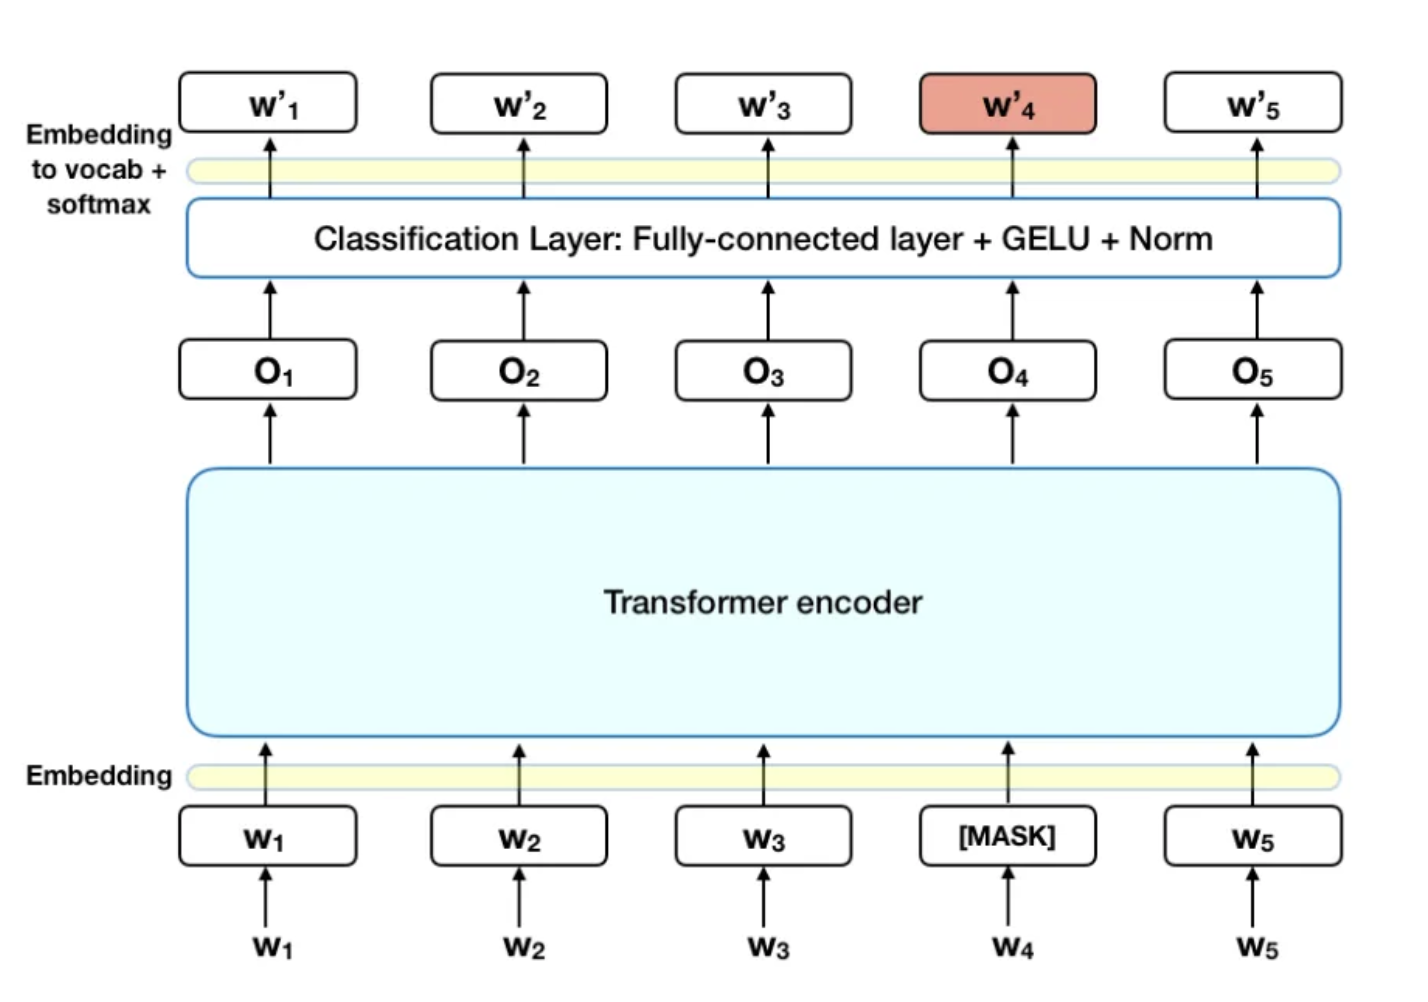 w’1 w’2 w’3 w’4 w’5
Embedding
to vocab +
softmax
Classification Layer: Fully-connected layer + GELU + Norm
O1 O2 O3 O4 O5
Transformer encoder
Embedding
w1 w2 w3 [MASK] w5
w1 w2 w3 w4 w5